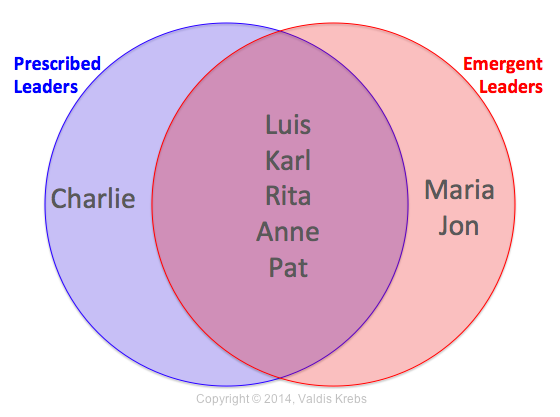 Prescribed
Leaders
Emergent
Leaders
Luis
Karl
Rita
Anne
Pat
Charlie
Maria
Jon
Copyright © 2014, Valdis Krebs